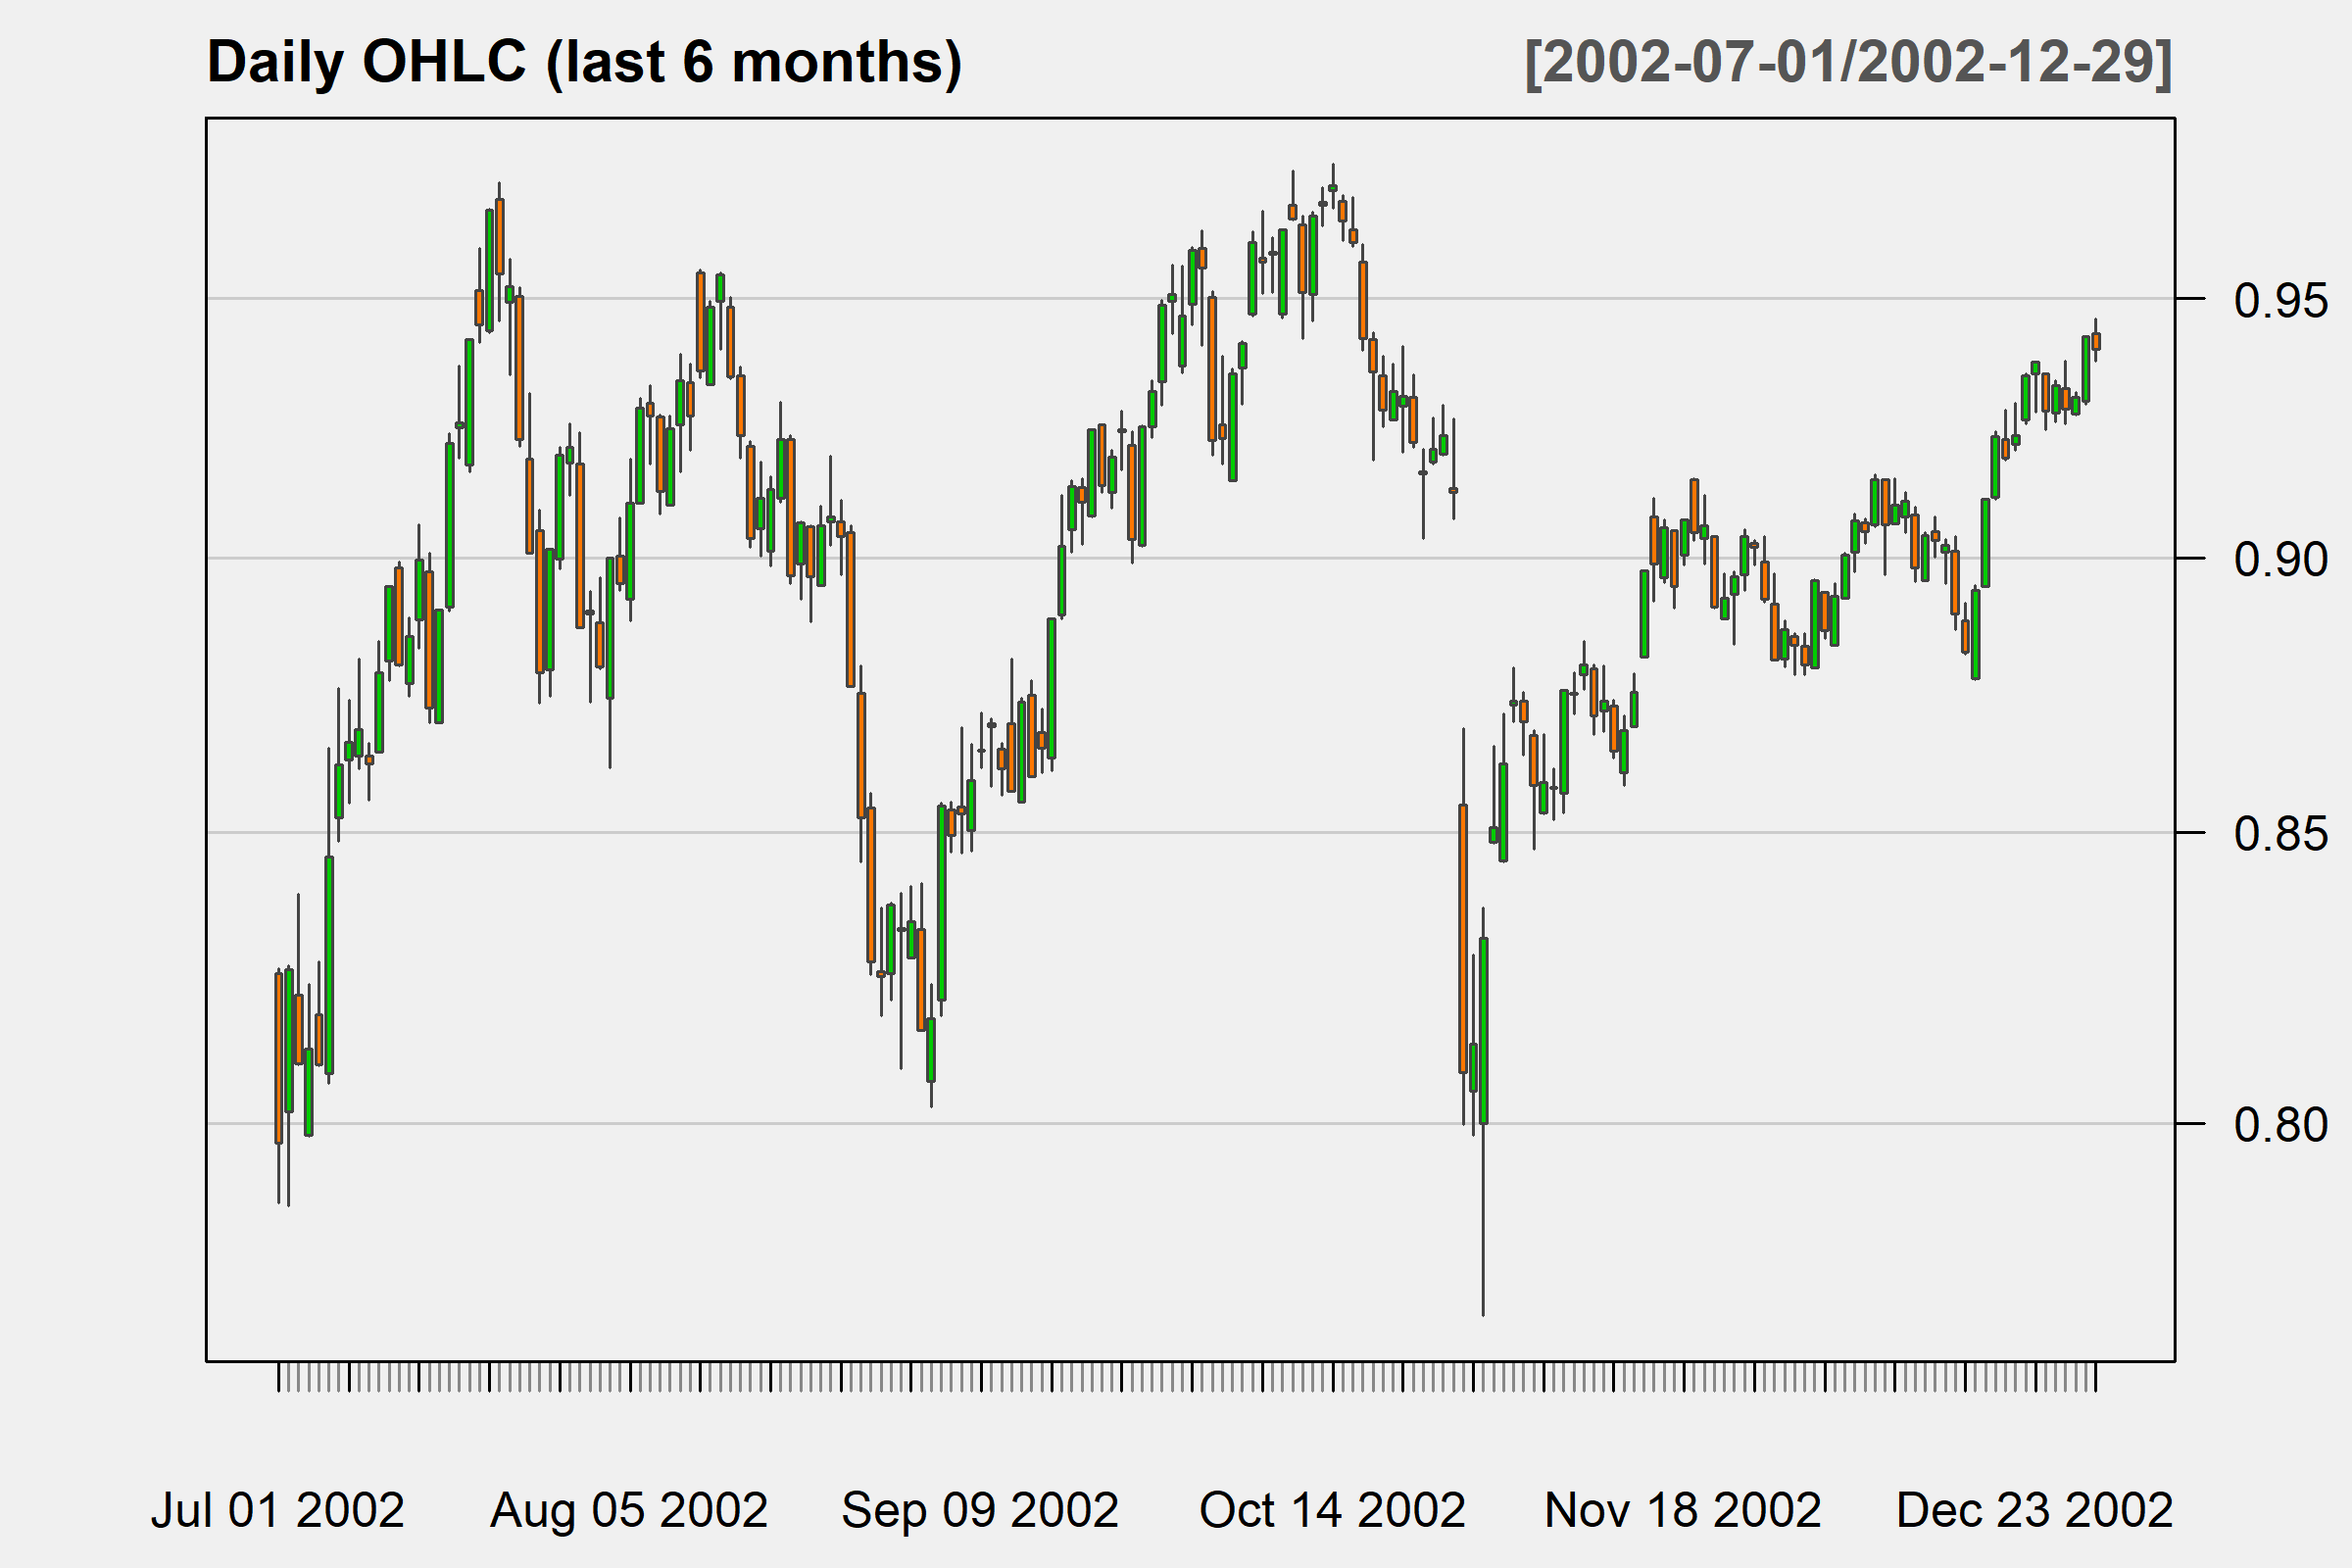 Daily OHLC (last 6 months)
[2002-07-01/2002-12-29]
0.95
0.90
0.85
0.80
Jul 01 2002
Aug 05 2002
Sep 09 2002
Oct 14 2002
Nov 18 2002
Dec 23 2002